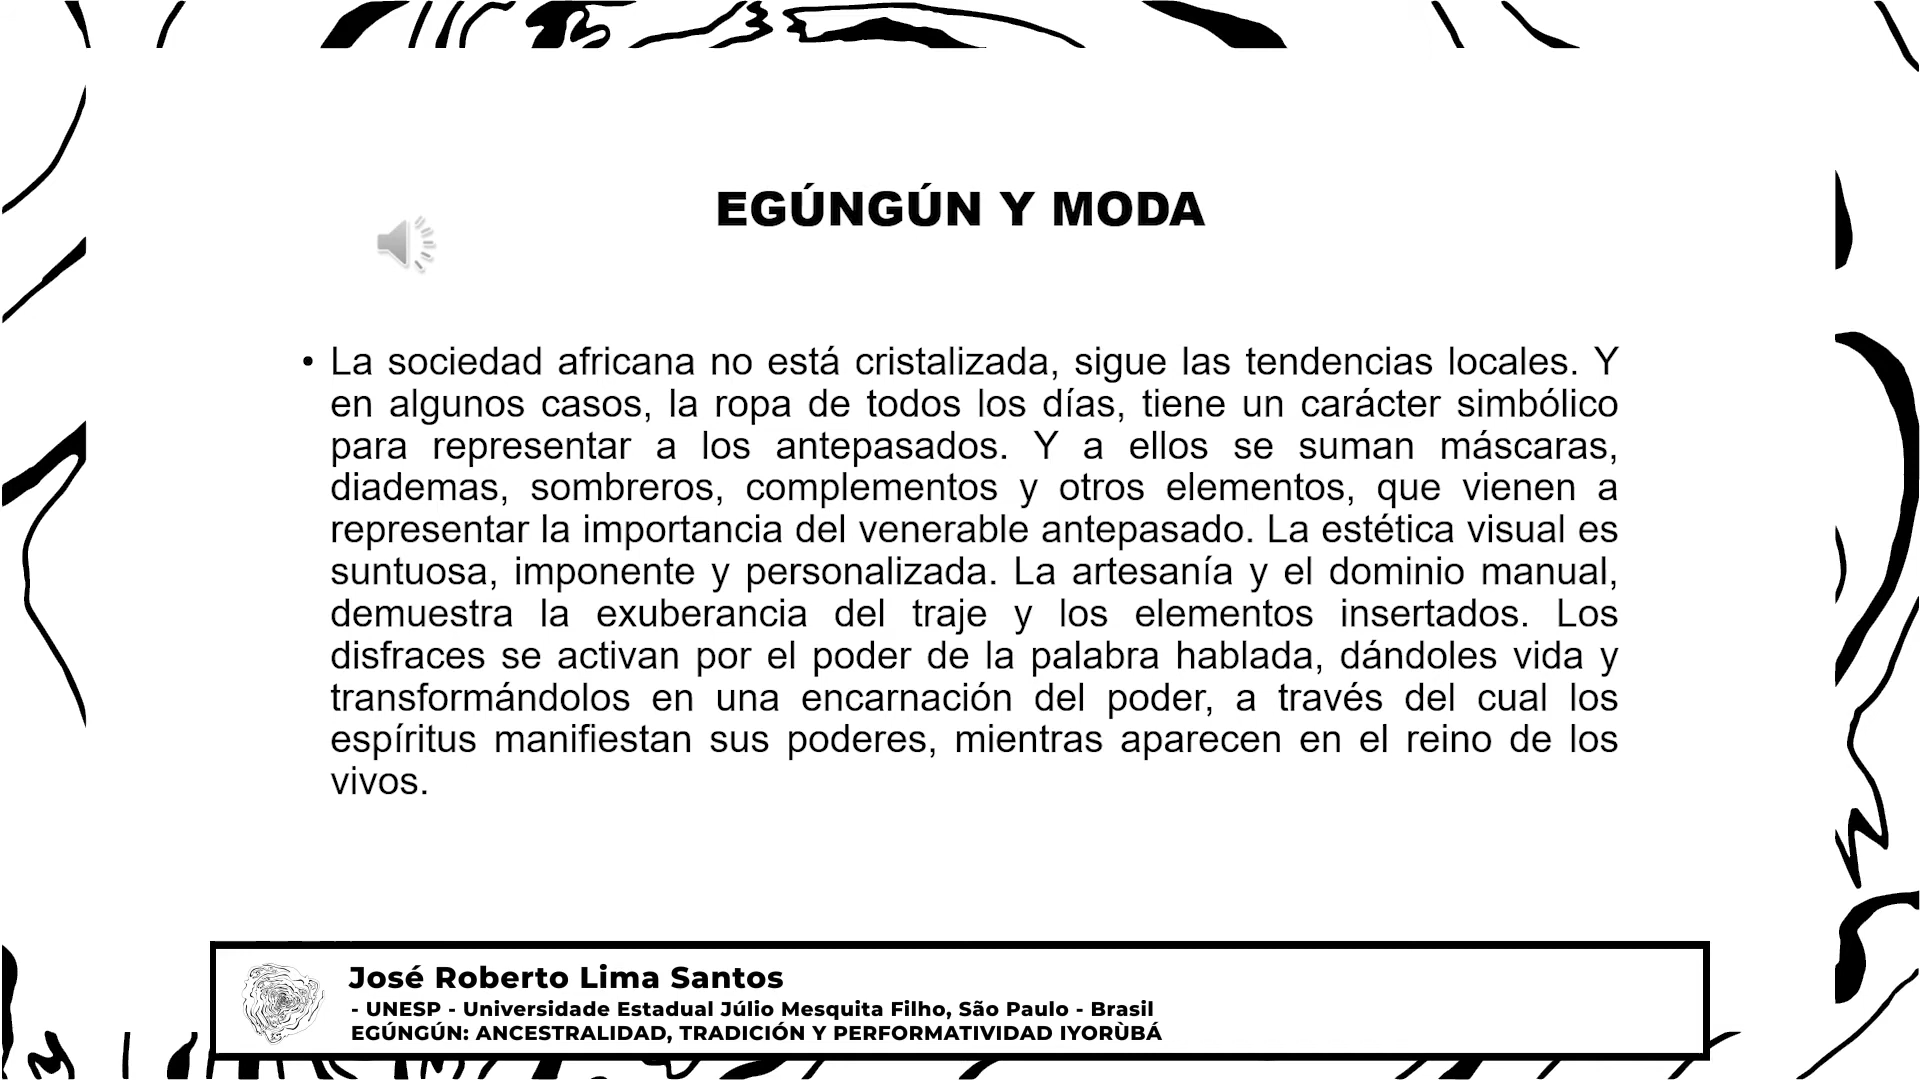 EGÚNGÚN Y MODA
• La sociedad africana no está cristalizada, sigue las tendencias locales. Y
en algunos casos, la ropa de todos los días, tiene un carácter simbólico
para representar a los antepasados. Y a ellos se suman máscaras,
diademas, sombreros, complementos y otros elementos, que vienen a
representar la importancia del venerable antepasado. La estética visual es
suntuosa, imponente y personalizada. La artesanía y el dominio manual,
demuestra la exuberancia del traje y los elementos insertados. Los
disfraces se activan por el poder de la palabra hablada, dándoles vida y
transformándolos en una encarnación del poder, a través del cual los
espíritus manifiestan sus poderes, mientras aparecen en el reino de los
vivos.
José Roberto Lima Santos
- UNESP - Universidade Estadual Júlio Mesquita Filho, São Paulo - Brasil
EGÚNGÚN: ANCESTRALIDAD, TRADICIÓN Y PERFORMATIVIDAD IYORÙBÁ